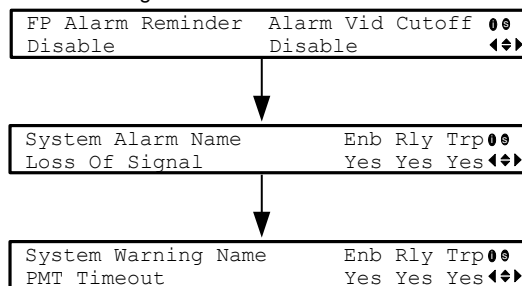 FP Alarm Reminder Alarm Vid Cutoff
Disable Disable
System Alarm Name Enb Rly Trp
Loss Of Signal Yes Yes Yes
System Warning Name Enb Rly Trp
PMT Timeout Yes Yes Yes